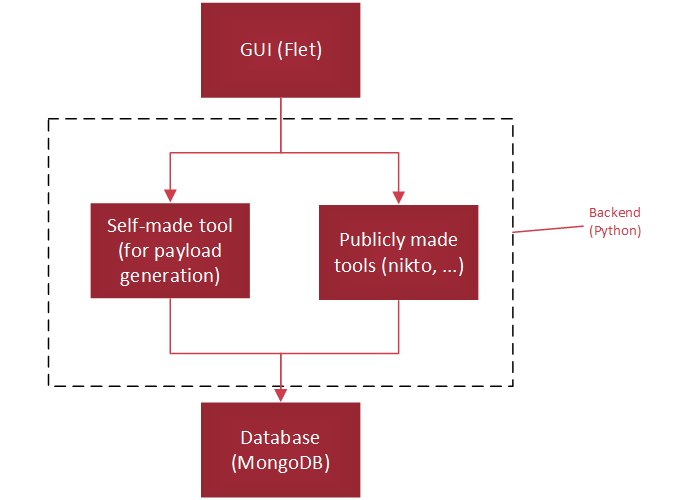 GUI (Flet)
Self-made tool
(for payload
generation)
Publicly made
tools (nikto, ...)
Backend
(Python)
Database
(MongoDB)